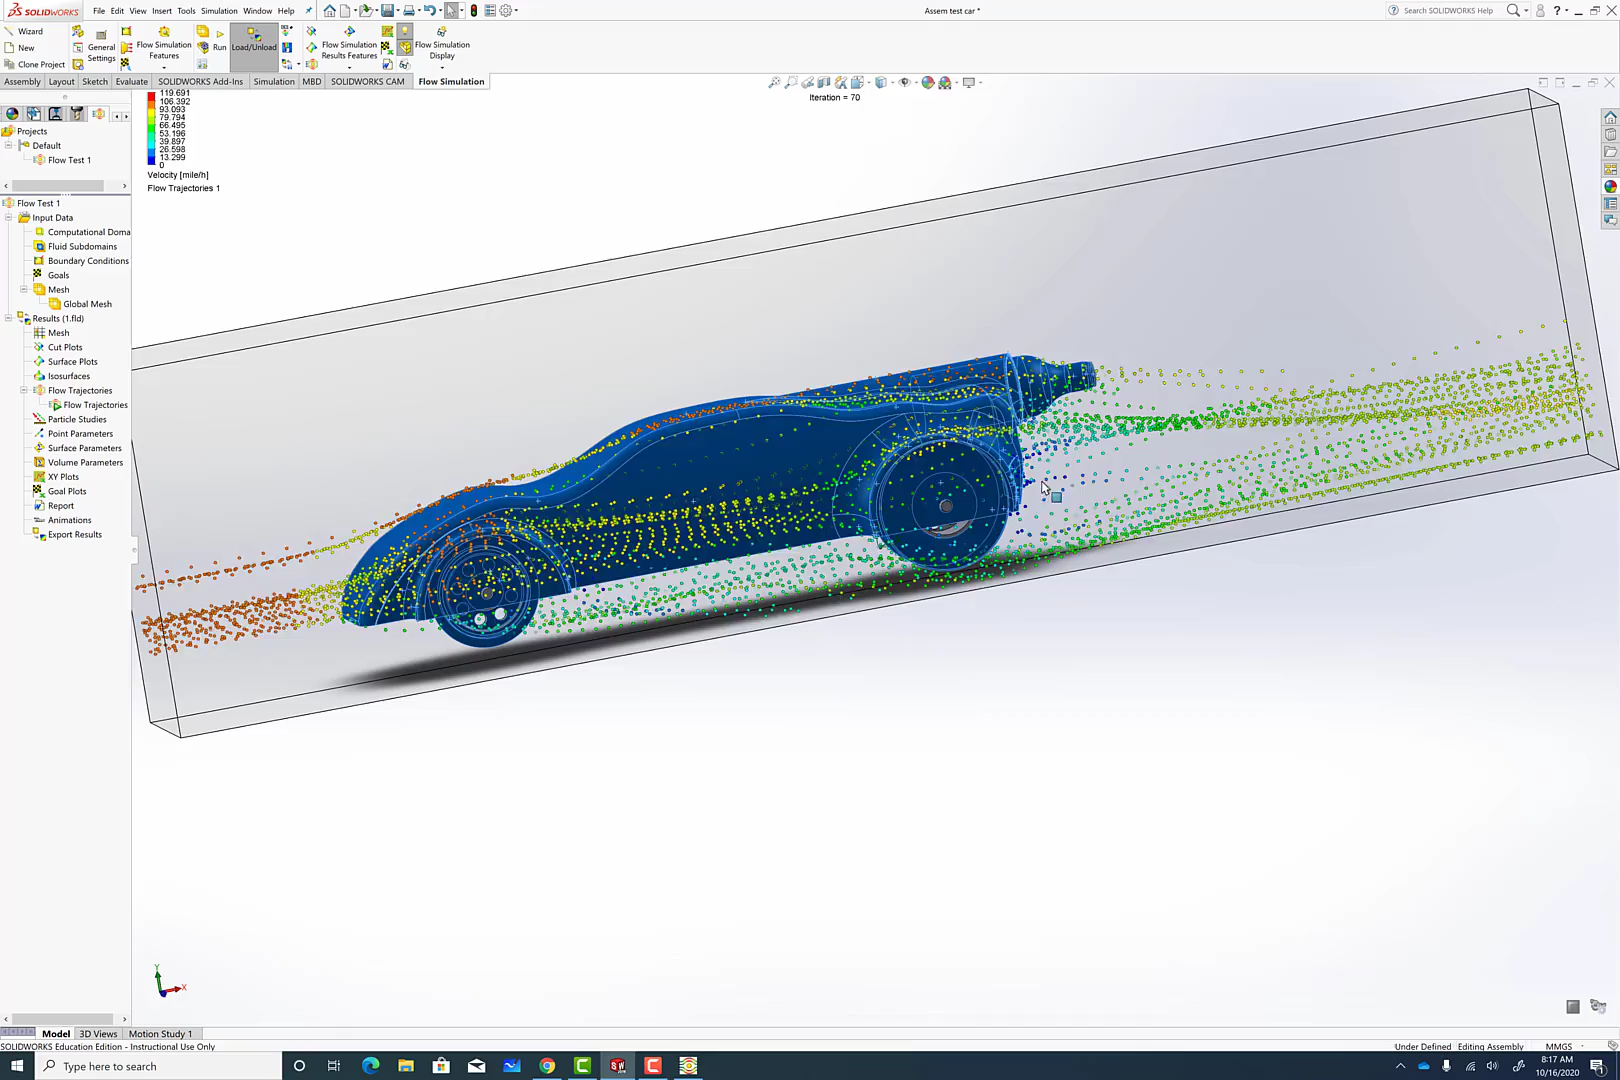 SOLIDWORKS File Edit View Insert Tools Simulation Window Help
Assem test car *
Search SOLIDWORKS Help
Wizard
New
Clone Project
General Settings
Flow Simulation Features
Run
Load/Unload
Flow Simulation Results Features
Flow Simulation Display
Assembly Layout Sketch Evaluate SOLIDWORKS Add-Ins Simulation MBD SOLIDWORKS CAM Flow Simulation
Iteration = 70
119.691
106.392
93.093
79.794
66.495
53.196
39.897
26.598
13.299
0
Velocity [mile/h]
Flow Trajectories 1
Projects
Default
Flow Test 1
Flow Test 1
Input Data
Computational Doma
Fluid Subdomains
Boundary Conditions
Goals
Mesh
Global Mesh
Results (1.fld)
Mesh
Cut Plots
Surface Plots
Isosurfaces
Flow Trajectories
Flow Trajectories
Particle Studies
Point Parameters
Surface Parameters
Volume Parameters
XY Plots
Goal Plots
Report
Animations
Export Results
Y
X
Model 3D Views Motion Study 1
SOLIDWORKS Education Edition - Instructional Use Only
Under Defined Editing Assembly MMGS
Type here to search
8:17 AM
10/16/2020